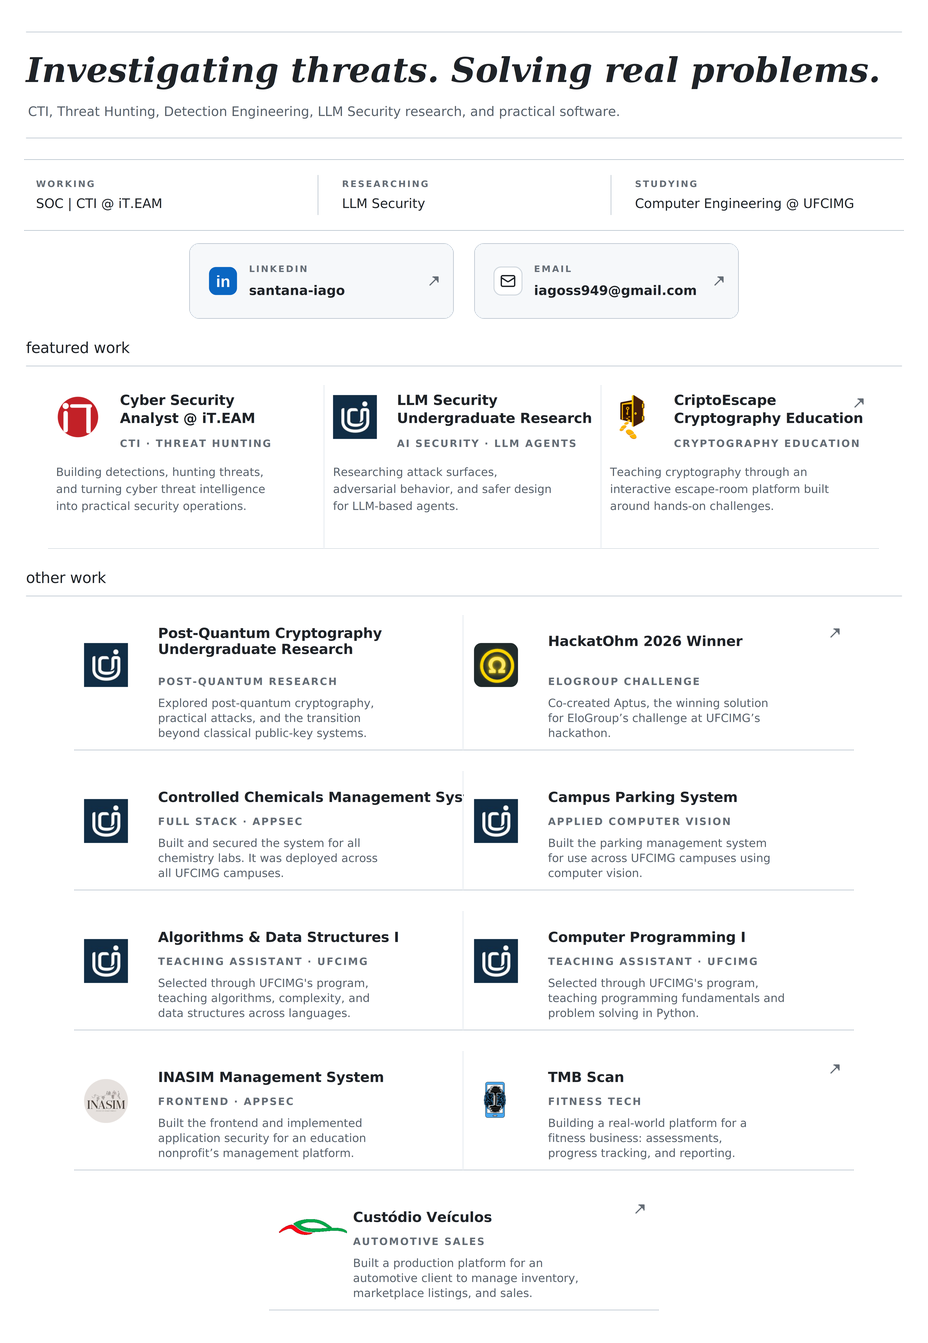 Investigating threats. Solving real problems.
CTI, Threat Hunting, Detection Engineering, LLM Security research, and practical software.
WORKING
SOC | CTI @ iT.EAM
RESEARCHING
LLM Security
STUDYING
Computer Engineering @ UFCIMG
in
LINKEDIN
santana-iago
EMAIL
iagoss949@gmail.com
featured work
iT
Cyber Security
Analyst @ iT.EAM
CTI · THREAT HUNTING
Building detections, hunting threats,
and turning cyber threat intelligence
into practical security operations.
LLM Security
Undergraduate Research
AI SECURITY · LLM AGENTS
Researching attack surfaces,
adversarial behavior, and safer design
for LLM-based agents.
CriptoEscape
Cryptography Education
CRYPTOGRAPHY EDUCATION
Teaching cryptography through an
interactive escape-room platform built
around hands-on challenges.
other work
Post-Quantum Cryptography
Undergraduate Research
POST-QUANTUM RESEARCH
Explored post-quantum cryptography,
practical attacks, and the transition
beyond classical public-key systems.
Ω
HackatOhm 2026 Winner
ELOGROUP CHALLENGE
Co-created Aptus, the winning solution
for EloGroup’s challenge at UFCIMG’s
hackathon.
Controlled Chemicals Management Sys
FULL STACK · APPSEC
Built and secured the system for all
chemistry labs. It was deployed across
all UFCIMG campuses.
Campus Parking System
APPLIED COMPUTER VISION
Built the parking management system
for use across UFCIMG campuses using
computer vision.
Algorithms & Data Structures I
TEACHING ASSISTANT · UFCIMG
Selected through UFCIMG's program,
teaching algorithms, complexity, and
data structures across languages.
Computer Programming I
TEACHING ASSISTANT · UFCIMG
Selected through UFCIMG's program,
teaching programming fundamentals and
problem solving in Python.
INASIM
INASIM Management System
FRONTEND · APPSEC
Built the frontend and implemented
application security for an education
nonprofit’s management platform.
TMB Scan
FITNESS TECH
Building a real-world platform for a
fitness business: assessments,
progress tracking, and reporting.
Custódio Veículos
AUTOMOTIVE SALES
Built a production platform for an
automotive client to manage inventory,
marketplace listings, and sales.